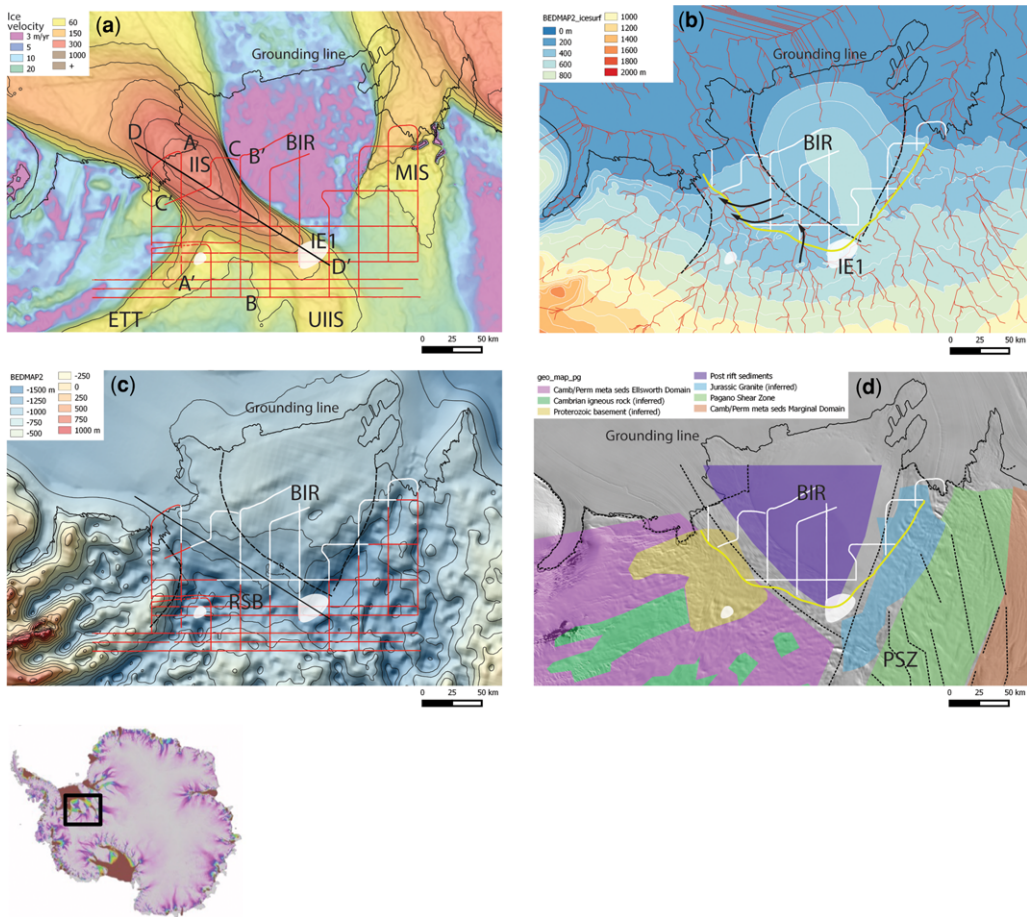 Ice
velocity
3 m/yr
5
10
20
60
150
300
1000
+
(a)
Grounding line
D
A
IIS
C
B'
BIR
MIS
C'
IE1
D'
A'
B
ETT
UIIS
0 25 50 km
BEDMAP2_icesurf
0 m
200
400
600
800
1000
1200
1400
1600
1800
2000 m
(b)
Grounding line
BIR
IE1
0 25 50 km
BEDMAP2
-1500 m
-1250
-1000
-750
-500
-250
0
250
500
750
1000 m
(c)
Grounding line
BIR
RSB
0 25 50 km
geo_map_pg
Camb/Perm meta seds Ellsworth Domain
Cambrian igneous rock (inferred)
Proterozoic basement (inferred)
Post rift sediments
Jurassic Granite (inferred)
Pagano Shear Zone
Camb/Perm meta seds Marginal Domain
(d)
Grounding line
BIR
PSZ
0 25 50 km